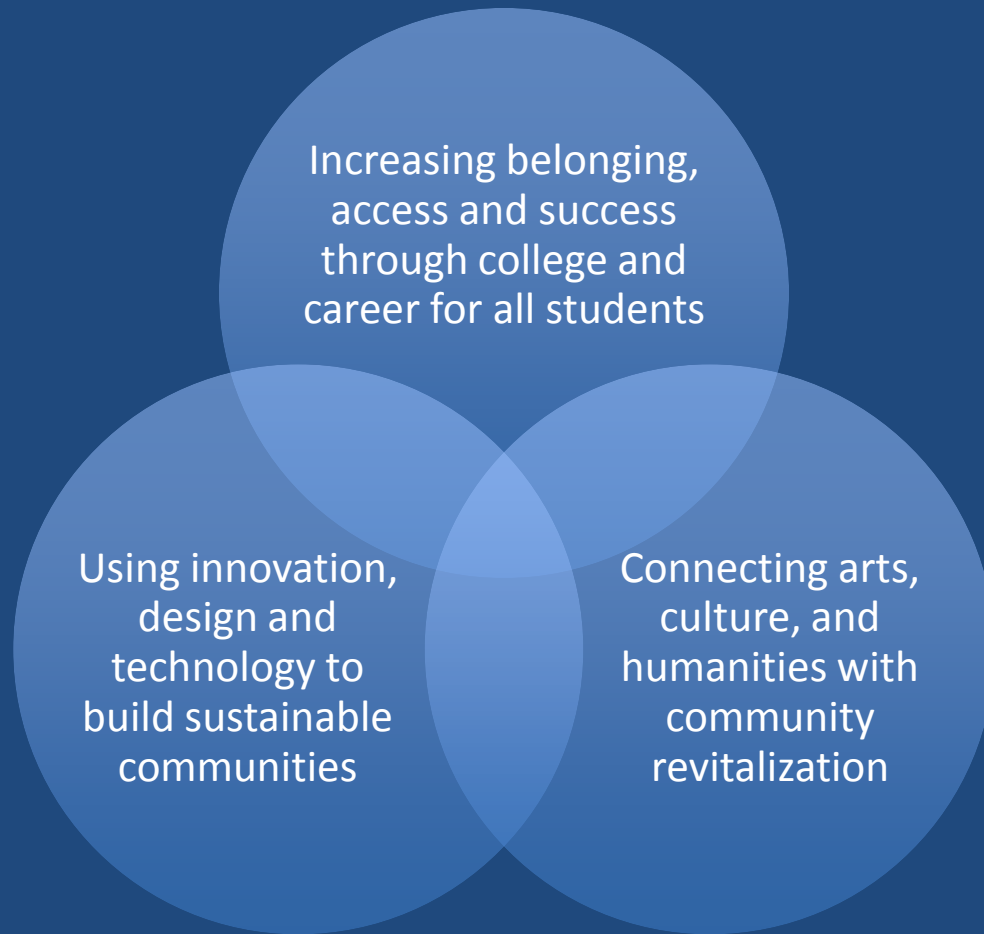 Increasing belonging,
access and success
through college and
career for all students
Using innovation,
design and
technology to
build sustainable
communities
Connecting arts,
culture, and
humanities with
community
revitalization